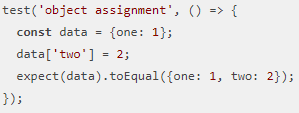 test('object assignment', () => {
  const data = {one: 1};
  data['two'] = 2;
  expect(data).toEqual({one: 1, two: 2});
});